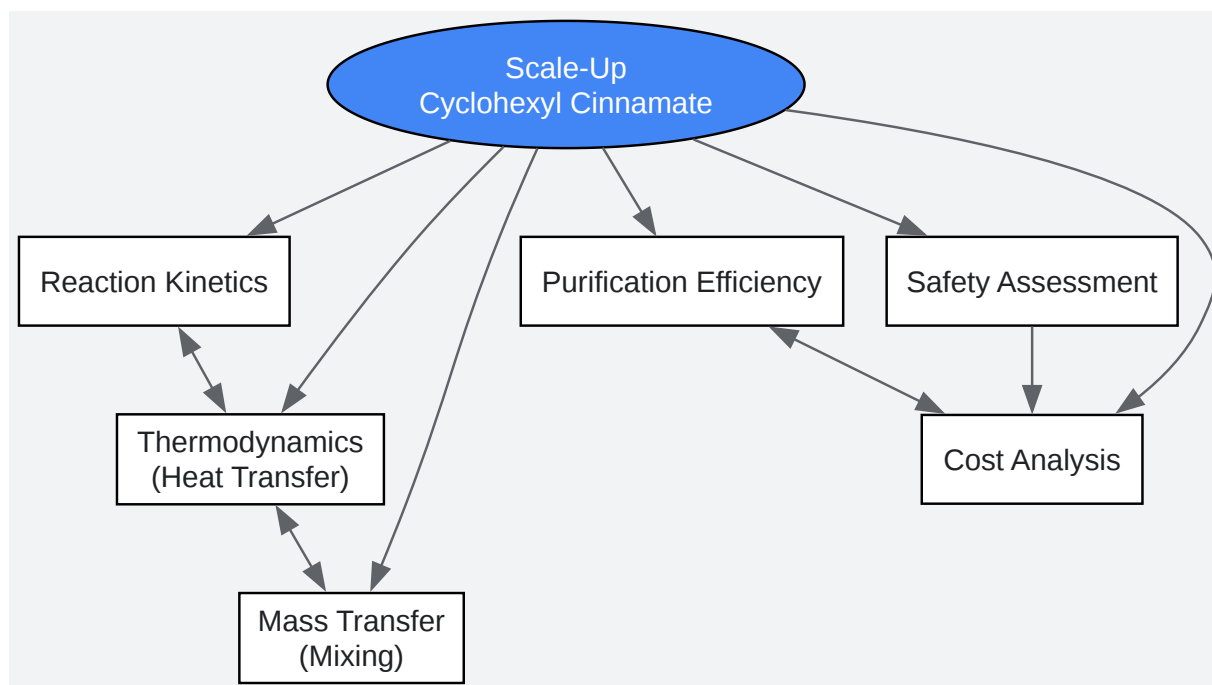 Scale-Up
Cyclohexyl Cinnamate
Reaction Kinetics
Purification Efficiency
Safety Assessment
Thermodynamics
(Heat Transfer)
Cost Analysis
Mass Transfer
(Mixing)